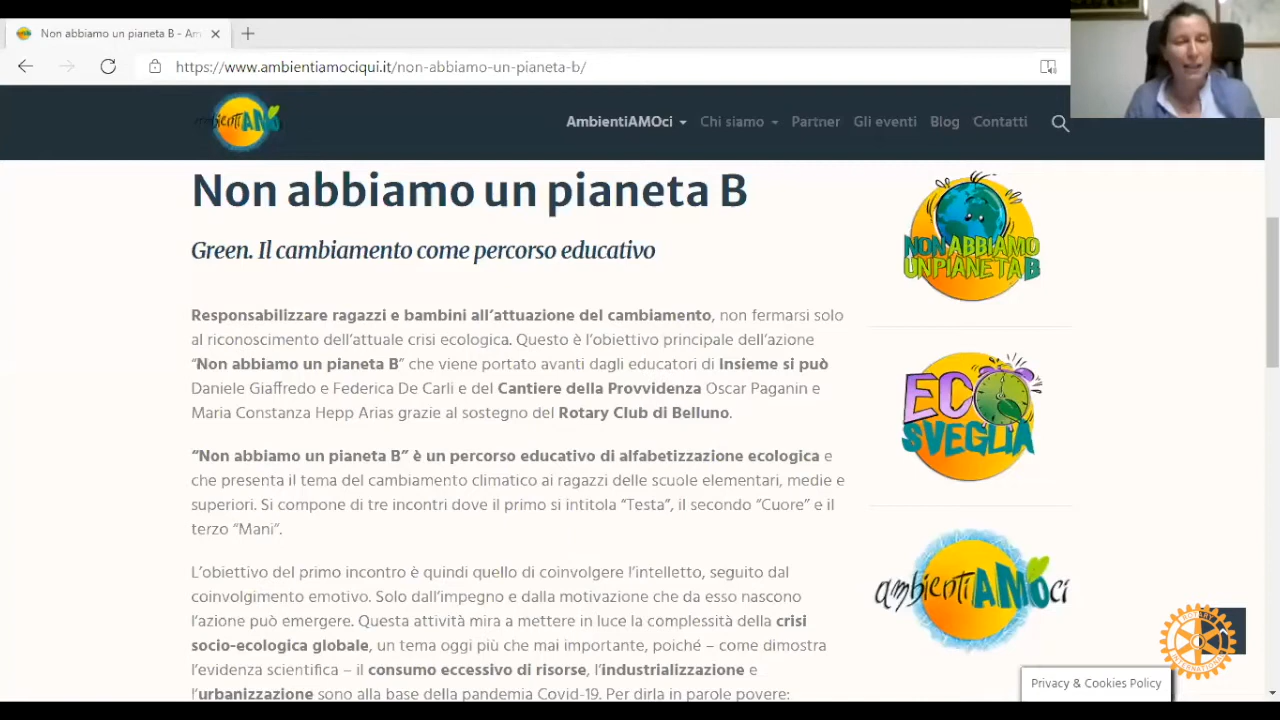 Non abbiamo un pianeta B - Am
https://www.ambientiamociqui.it/non-abbiamo-un-pianeta-b/
ambientiAMOci
AmbientiAMOci
Chi siamo
Partner
Gli eventi
Blog
Contatti
Non abbiamo un pianeta B
Green. Il cambiamento come percorso educativo
Responsabilizzare ragazzi e bambini all’attuazione del cambiamento, non fermarsi solo
al riconoscimento dell’attuale crisi ecologica. Questo è l’obiettivo principale dell’azione
“Non abbiamo un pianeta B” che viene portato avanti dagli educatori di Insieme si può
Daniele Giaffredo e Federica De Carli e del Cantiere della Provvidenza Oscar Paganin e
Maria Constanza Hepp Arias grazie al sostegno del Rotary Club di Belluno.
“Non abbiamo un pianeta B” è un percorso educativo di alfabetizzazione ecologica e
che presenta il tema del cambiamento climatico ai ragazzi delle scuole elementari, medie e
superiori. Si compone di tre incontri dove il primo si intitola “Testa”, il secondo “Cuore” e il
terzo “Mani”.
L’obiettivo del primo incontro è quindi quello di coinvolgere l’intelletto, seguito dal
coinvolgimento emotivo. Solo dall’impegno e dalla motivazione che da esso nascono
l’azione può emergere. Questa attività mira a mettere in luce la complessità della crisi
socio-ecologica globale, un tema oggi più che mai importante, poiché – come dimostra
l’evidenza scientifica – il consumo eccessivo di risorse, l’industrializzazione e
l’urbanizzazione sono alla base della pandemia Covid-19. Per dirla in parole povere:
NON ABBIAMO
UN PIANETA B
ECO
SVEGLIA
ambientiAMOci
ROTARY
INTERNATIONAL
Privacy & Cookies Policy